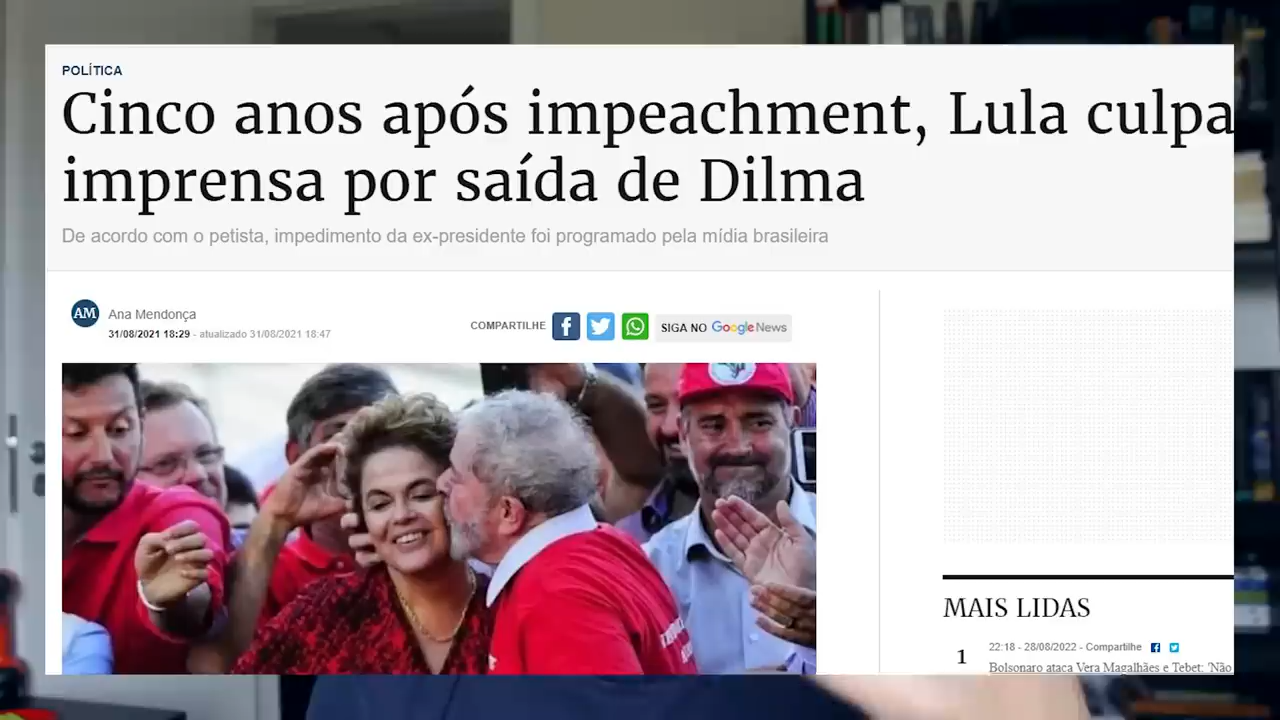 POLÍTICA
Cinco anos após impeachment, Lula culpa
imprensa por saída de Dilma
De acordo com o petista, impedimento da ex-presidente foi programado pela mídia brasileira
AM
Ana Mendonça
31/08/2021 18:29 - atualizado 31/08/2021 18:47
COMPARTILHE
SIGA NO Google News
MAIS LIDAS
1
22:18 - 28/08/2022 - Compartilhe
Bolsonaro ataca Vera Magalhães e Tebet: 'Não